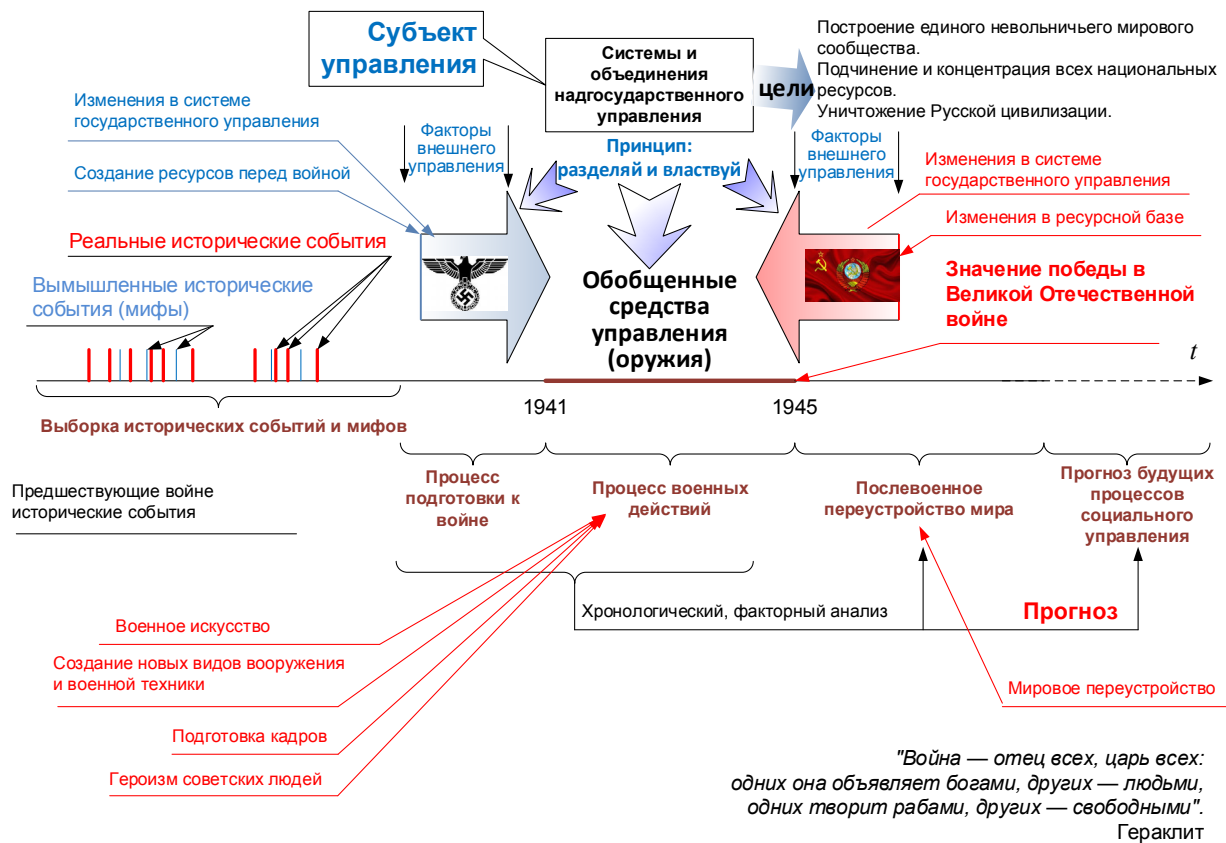 Субъект
управления
Системы и
объединения
надгосударственного
управления
цели
Построение единого невольничьего мирового
сообщества.
Подчинение и концентрация всех национальных
ресурсов.
Уничтожение Русской цивилизации.
Изменения в системе
государственного управления
Создание ресурсов перед войной
Факторы
внешнего
управления
Принцип:
разделяй и властвуй
Факторы
внешнего
управления
Изменения в системе
государственного управления
Изменения в ресурсной базе
Реальные исторические события
Вымышленные исторические
события (мифы)
Обобщенные
средства
управления
(оружия)
Значение победы в
Великой Отечественной
войне
t
1941
1945
Выборка исторических событий и мифов
Предшествующие войне
исторические события
Процесс
подготовки к
войне
Процесс военных
действий
Послевоенное
переустройство мира
Прогноз будущих
процессов
социального
управления
Хронологический, факторный анализ
Прогноз
Военное искусство
Создание новых видов вооружения
и военной техники
Подготовка кадров
Героизм советских людей
Мировое переустройство
"Война — отец всех, царь всех:
одних она объявляет богами, других — людьми,
одних творит рабами, других — свободными".
Гераклит